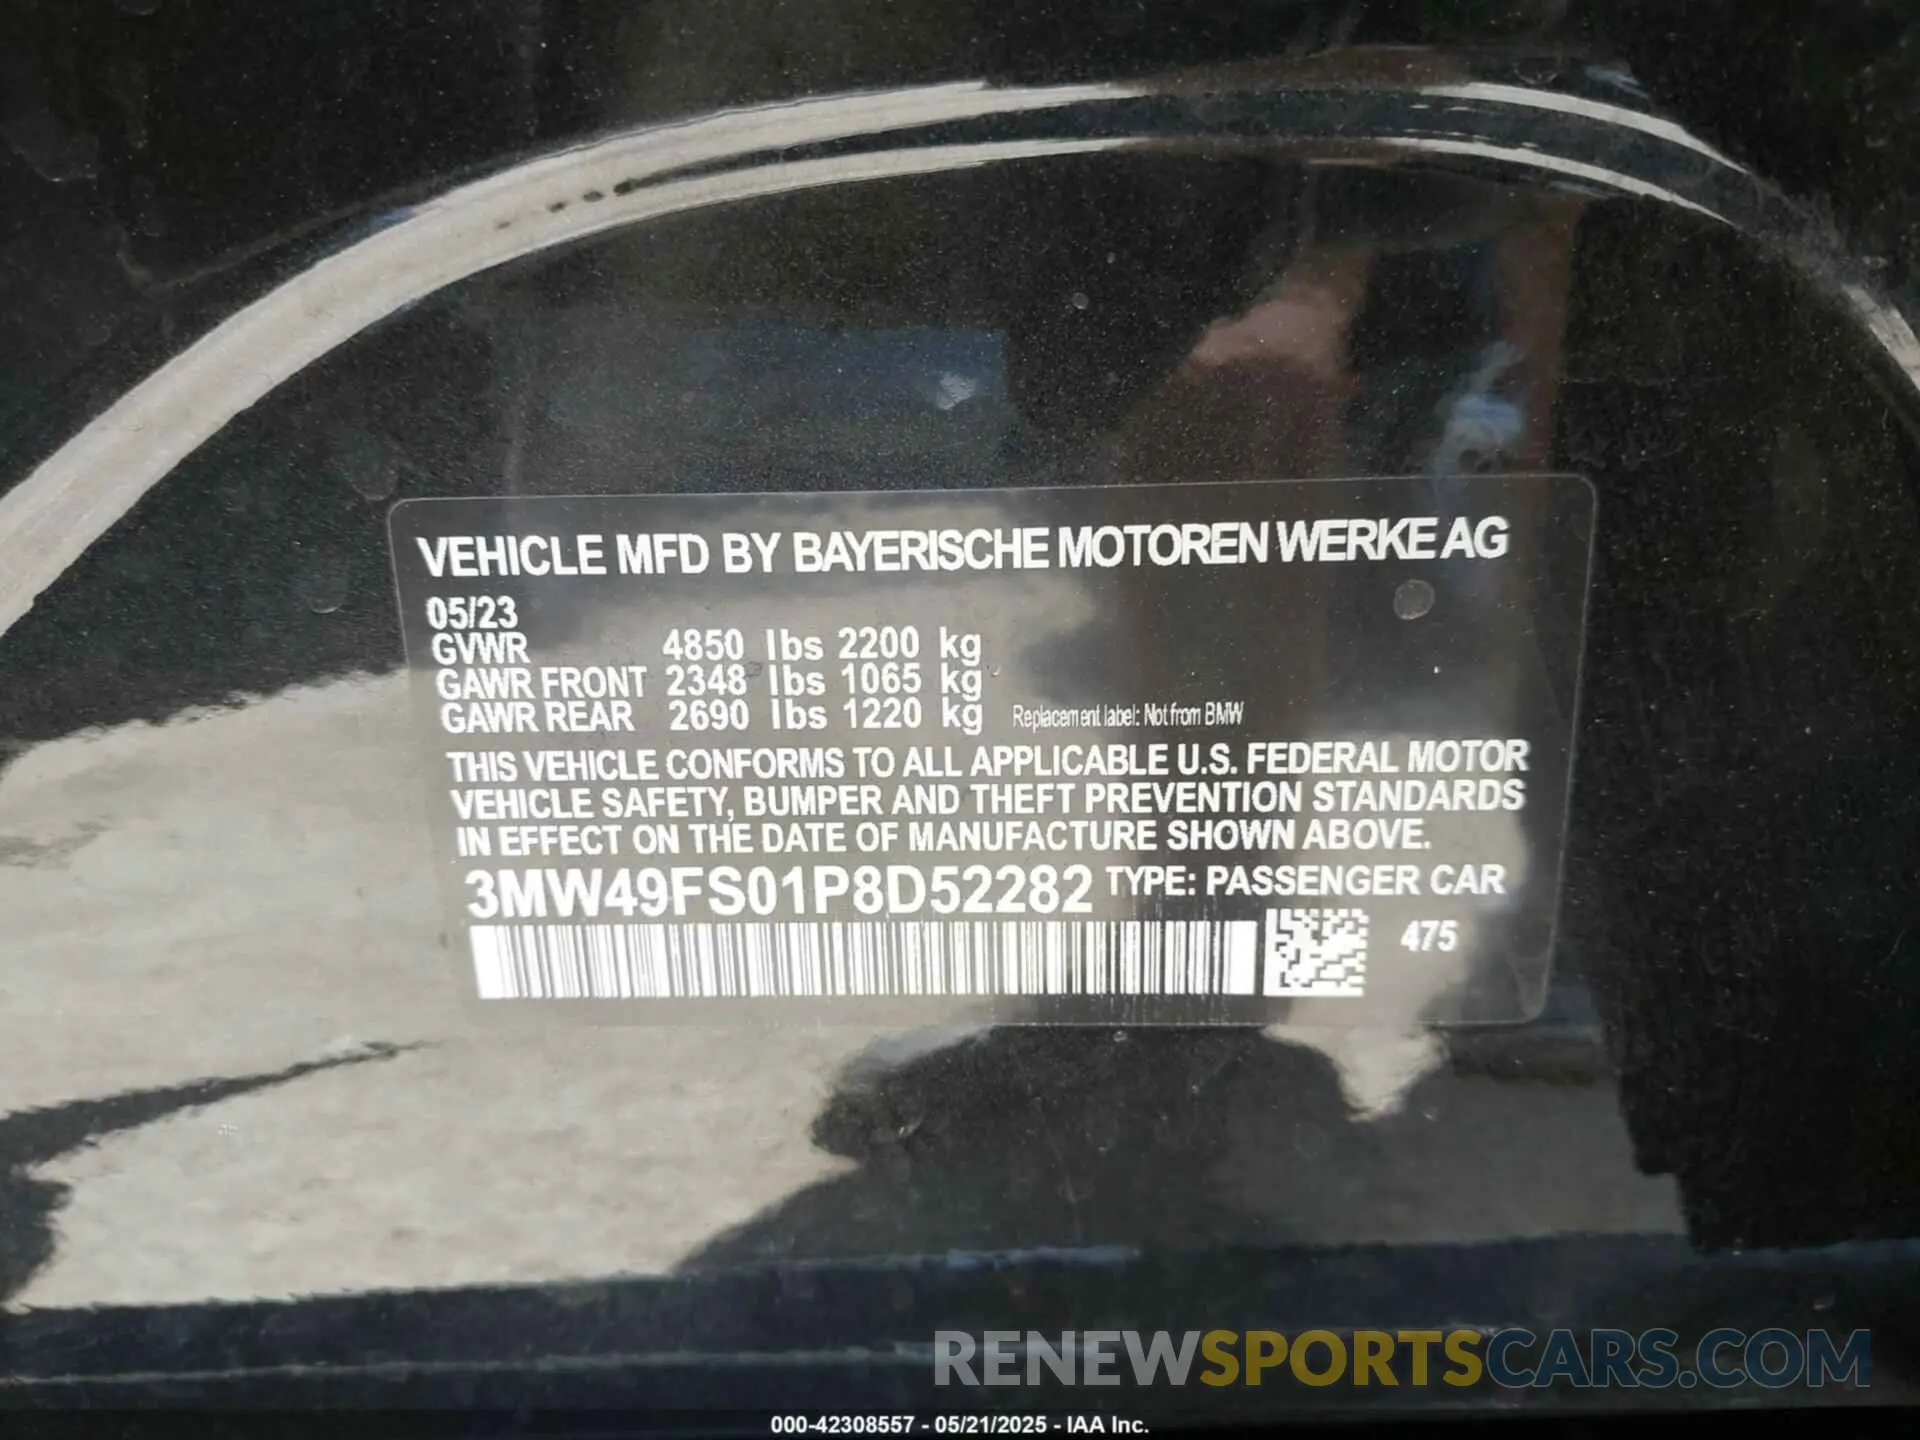 VEHICLE MFD BY BAYERISCHE MOTOREN WERKE AG
05/23
GVWR 4850 lbs 2200 kg
GAWR FRONT 2348 lbs 1065 kg
GAWR REAR 2690 lbs 1220 kg Replacement label: Not from BMW
THIS VEHICLE CONFORMS TO ALL APPLICABLE U.S. FEDERAL MOTOR
VEHICLE SAFETY, BUMPER AND THEFT PREVENTION STANDARDS
IN EFFECT ON THE DATE OF MANUFACTURE SHOWN ABOVE.
3MW49FS01P8D52282 TYPE: PASSENGER CAR
475
RENEWSPORTSCARS.COM
000-42308557 - 05/21/2025 - IAA Inc.